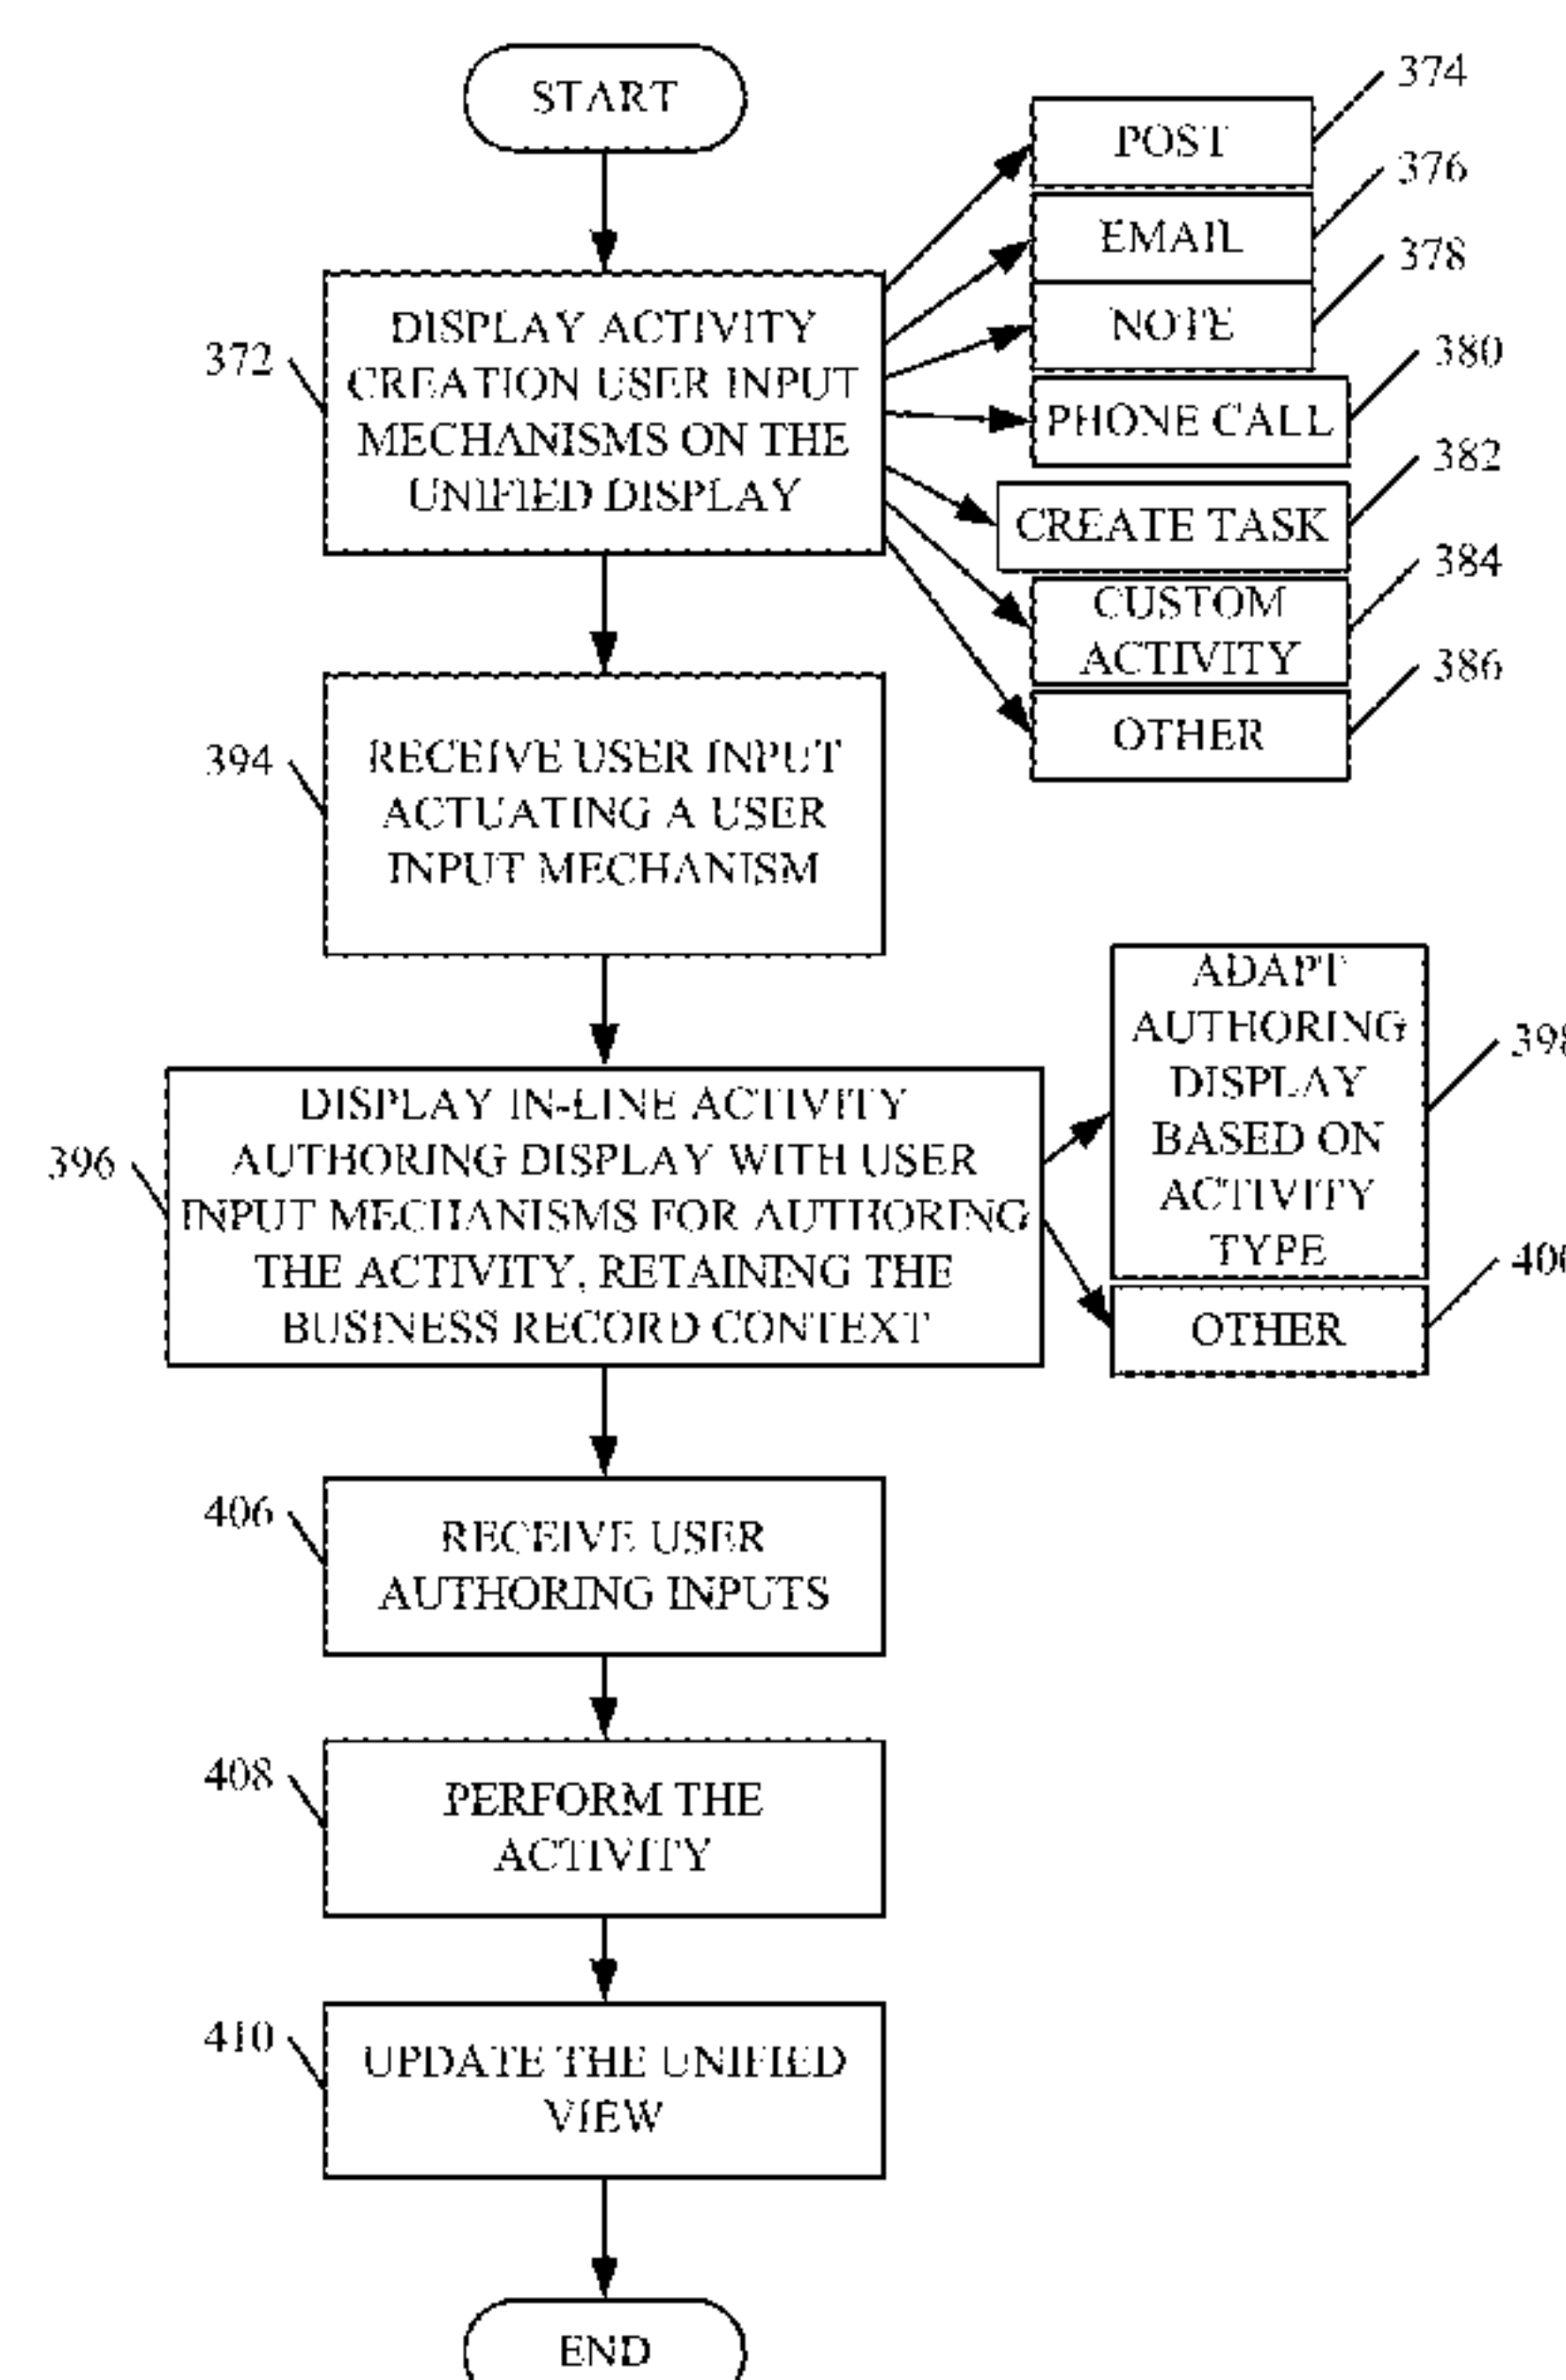 START
374
POST
376
EMAIL
378
NOTE
372
DISPLAY ACTIVITY
CREATION USER INPUT
MECHANISMS ON THE
UNIFIED DISPLAY
380
PHONE CALL
382
CREATE TASK
384
CUSTOM
ACTIVITY
386
OTHER
394
RECEIVE USER INPUT
ACTUATING A USER
INPUT MECHANISM
396
DISPLAY IN-LINE ACTIVITY
AUTHORING DISPLAY WITH USER
INPUT MECHANISMS FOR AUTHORING
THE ACTIVITY, RETAINING THE
BUSINESS RECORD CONTEXT
ADAPT
AUTHORING
DISPLAY
BASED ON
ACTIVITY
TYPE
398
OTHER
406
RECEIVE USER
AUTHORING INPUTS
408
PERFORM THE
ACTIVITY
410
UPDATE THE UNIFIED
VIEW
END